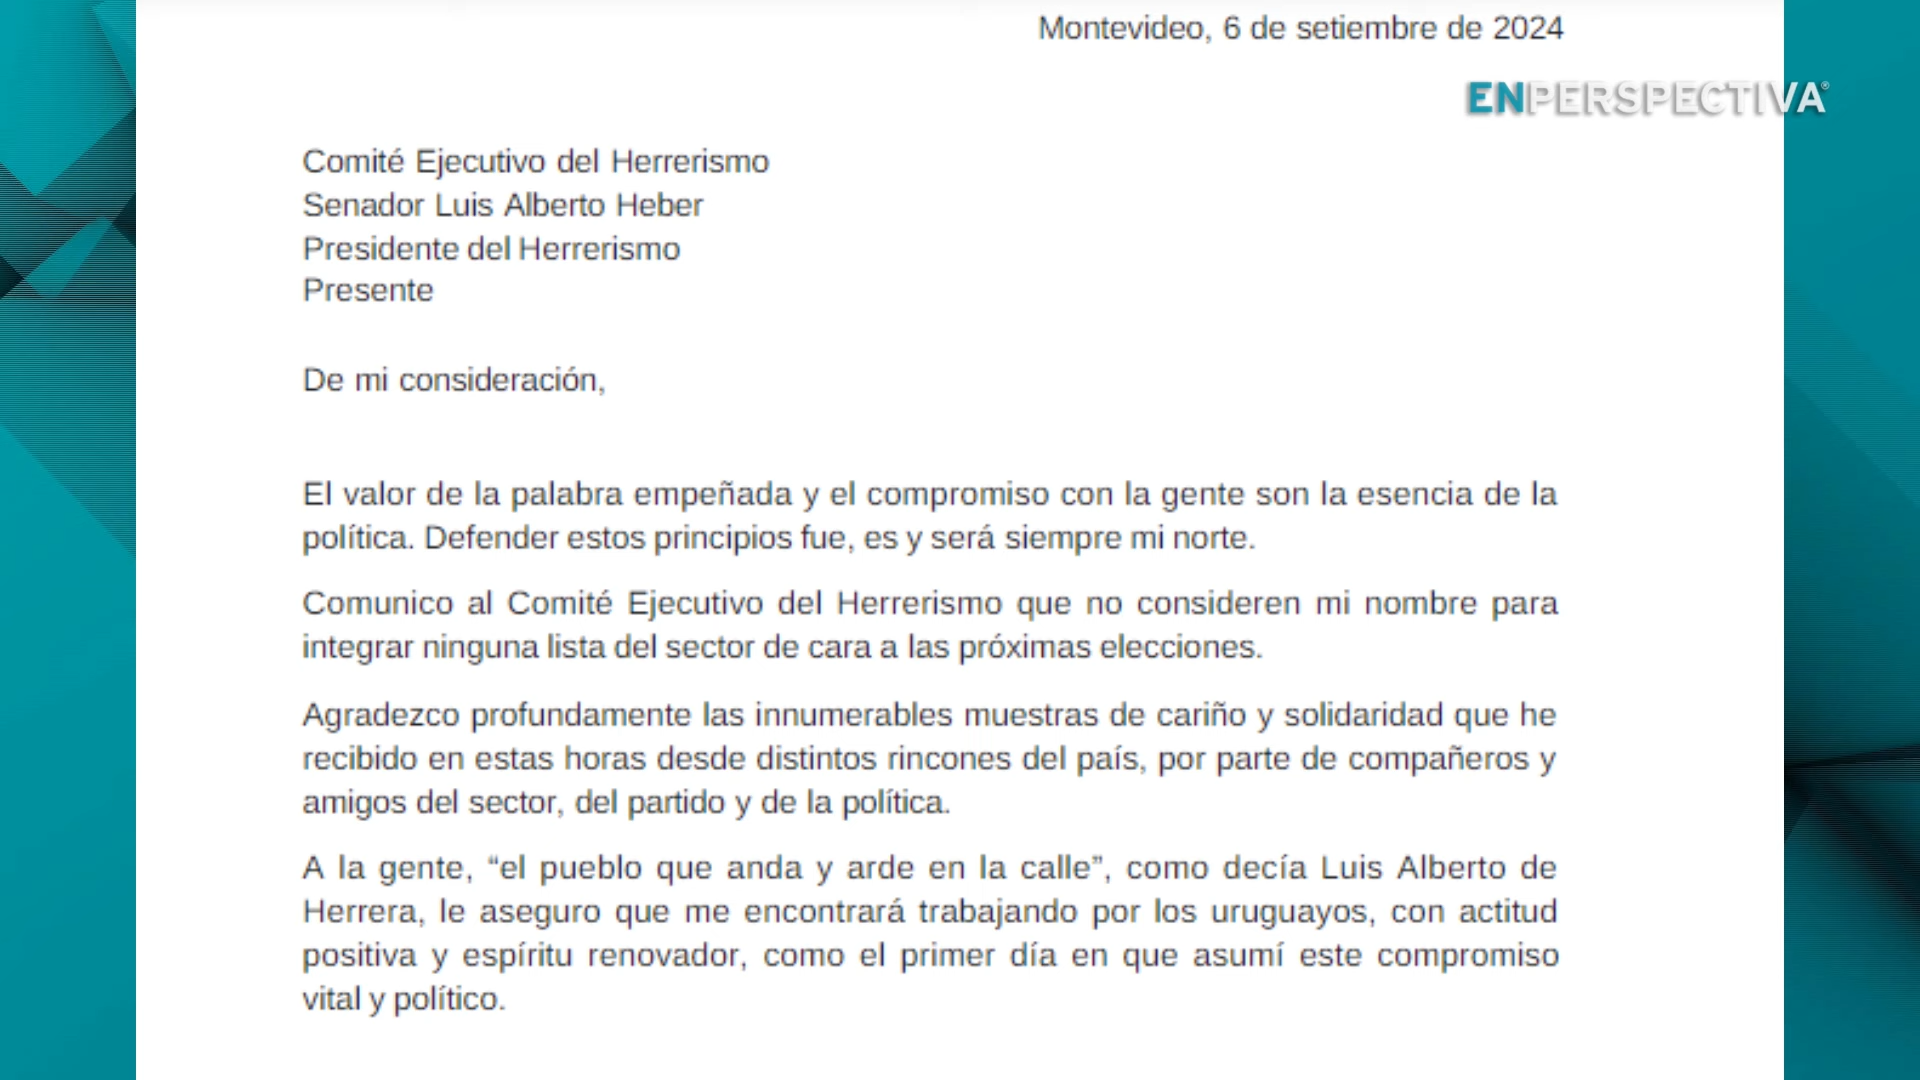 Montevideo, 6 de setiembre de 2024
ENPERSPECTIVA®
Comité Ejecutivo del Herrerismo
Senador Luis Alberto Heber
Presidente del Herrerismo
Presente
De mi consideración,
El valor de la palabra empeñada y el compromiso con la gente son la esencia de la
política. Defender estos principios fue, es y será siempre mi norte.
Comunico al Comité Ejecutivo del Herrerismo que no consideren mi nombre para
integrar ninguna lista del sector de cara a las próximas elecciones.
Agradezco profundamente las innumerables muestras de cariño y solidaridad que he
recibido en estas horas desde distintos rincones del país, por parte de compañeros y
amigos del sector, del partido y de la política.
A la gente, “el pueblo que anda y arde en la calle”, como decía Luis Alberto de
Herrera, le aseguro que me encontrará trabajando por los uruguayos, con actitud
positiva y espíritu renovador, como el primer día en que asumí este compromiso
vital y político.